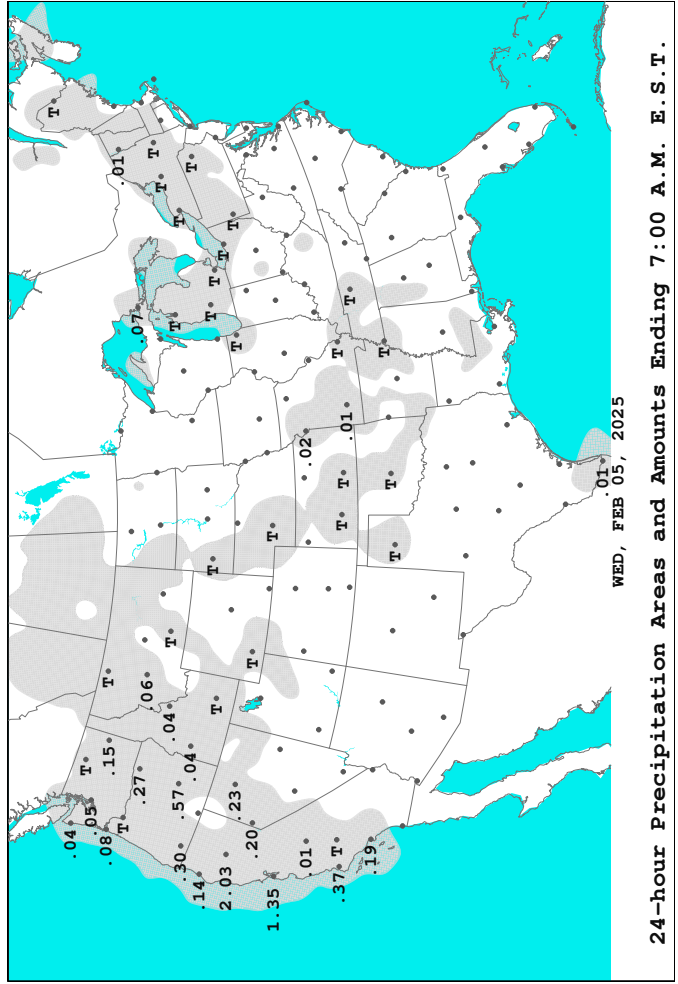 T
.04
T
.05
.08
T
.15
.01
T
.07
.27
.06
T
T
.04
T
T
.57
T
.30
.04
T
.14
T
T
T
T
T
2.03
T
.23
T
.20
T
T
1.35
.01
.02
T
T
.37
T
T
.01
T
.19
T
T
T
.01
WED, FEB 05, 2025
24-hour Precipitation Areas and Amounts Ending 7:00 A.M. E.S.T.